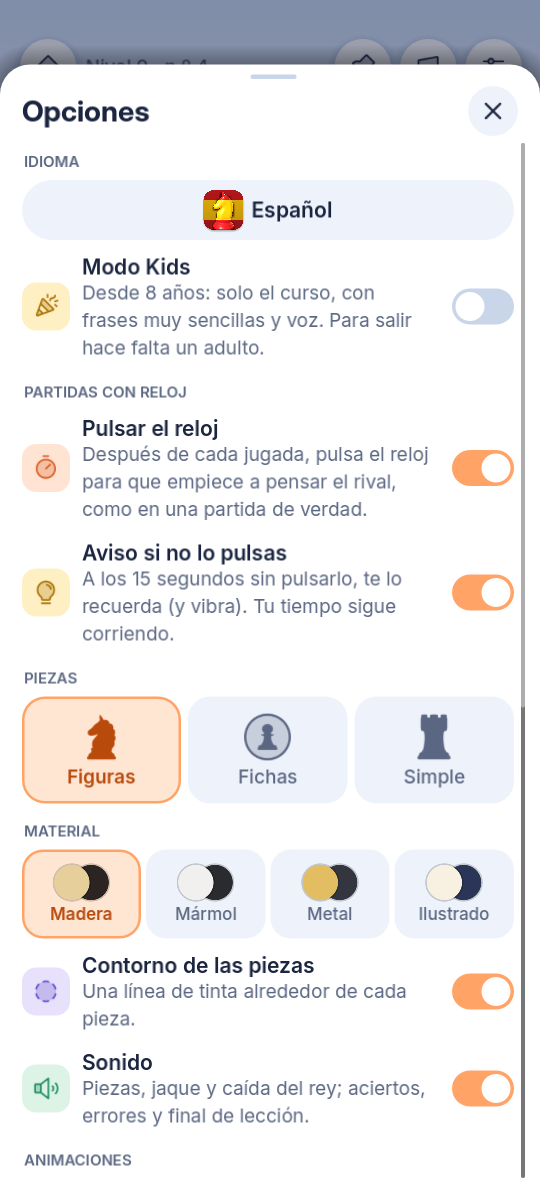 Opciones
IDIOMA
Español
Modo Kids
Desde 8 años: solo el curso, con
frases muy sencillas y voz. Para salir
hace falta un adulto.
PARTIDAS CON RELOJ
Pulsar el reloj
Después de cada jugada, pulsa el reloj
para que empiece a pensar el rival,
como en una partida de verdad.
Aviso si no lo pulsas
A los 15 segundos sin pulsarlo, te lo
recuerda (y vibra). Tu tiempo sigue
corriendo.
PIEZAS
Figuras
Fichas
Simple
MATERIAL
Madera
Mármol
Metal
Ilustrado
Contorno de las piezas
Una línea de tinta alrededor de cada
pieza.
Sonido
Piezas, jaque y caída del rey; aciertos,
errores y final de lección.
ANIMACIONES